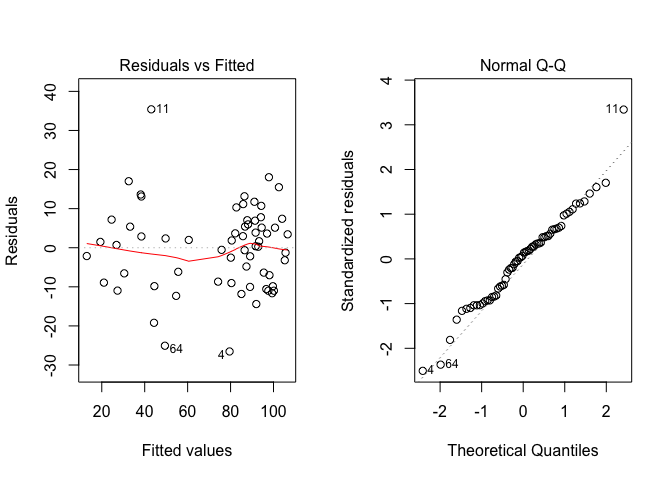 Residuals vs Fitted
Residuals
40
30
20
10
0
-10
-20
-30
11
64
4
20 40 60 80 100
Fitted values
Normal Q-Q
Standardized residuals
4
3
2
1
0
-1
-2
11
64
4
-2 -1 0 1 2
Theoretical Quantiles